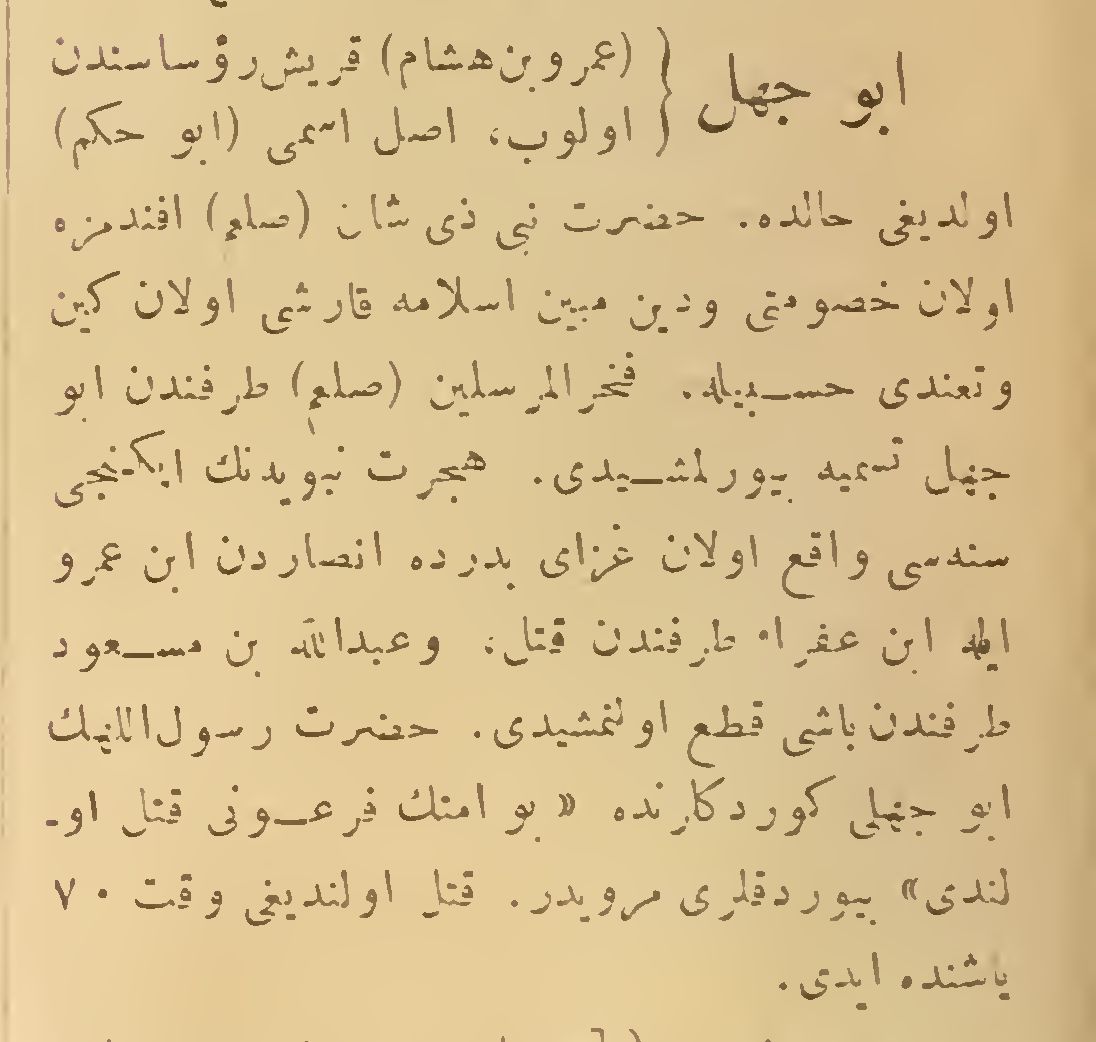 ابو جهل { (عمرو بن هشام) قریش رؤساسندن
اولوب، اصل اسمی (ابو حکم)
اولدیغی حالده. حضرت نبی ذی شان (صلعم) افندمزه
اولان خصومتی ودین مبین اسلامه قارشی اولان کین
وتعندی حسبیله. فخر المرسلین (صلعم) طرفندن ابو
جهل تسمیه بیورلمشیدی. هجرت نبویه‌نك ایکنجی
سنه‌سی واقع اولان غزای بدرده انصاردن ابن عمرو
ایله ابن عفراء طرفندن قتل، وعبدالله بن مسعود
طرفندن باشی قطع اولنمشیدی. حضرت رسول‌الله‌ك
ابو جهلی کوردکلرنده « بو امتك فرعونی قتل او-
لندی» بیوردقلری مرویدر. قتل اولندیغی وقت ۷۰
یاشنده ایدی.